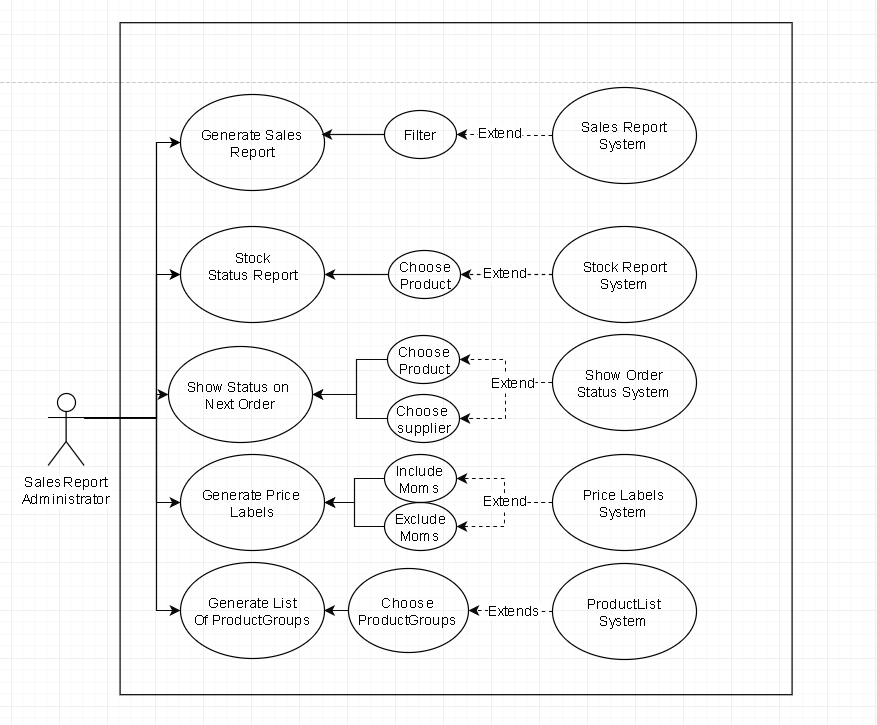 Generate Sales
Report
Filter
Extend
Sales Report
System
Stock
Status Report
Choose
Product
Extend
Stock Report
System
Show Status on
Next Order
Choose
Product
Choose
supplier
Extend
Show Order
Status System
Sales Report
Administrator
Generate Price
Labels
Include
Moms
Exclude
Moms
Extend
Price Labels
System
Generate List
Of ProductGroups
Choose
ProductGroups
Extends
ProductList
System